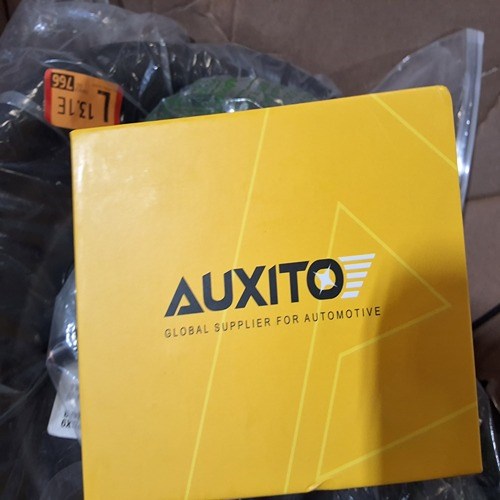 AUXITO
GLOBAL SUPPLIER FOR AUTOMOTIVE
L 13.1E
766